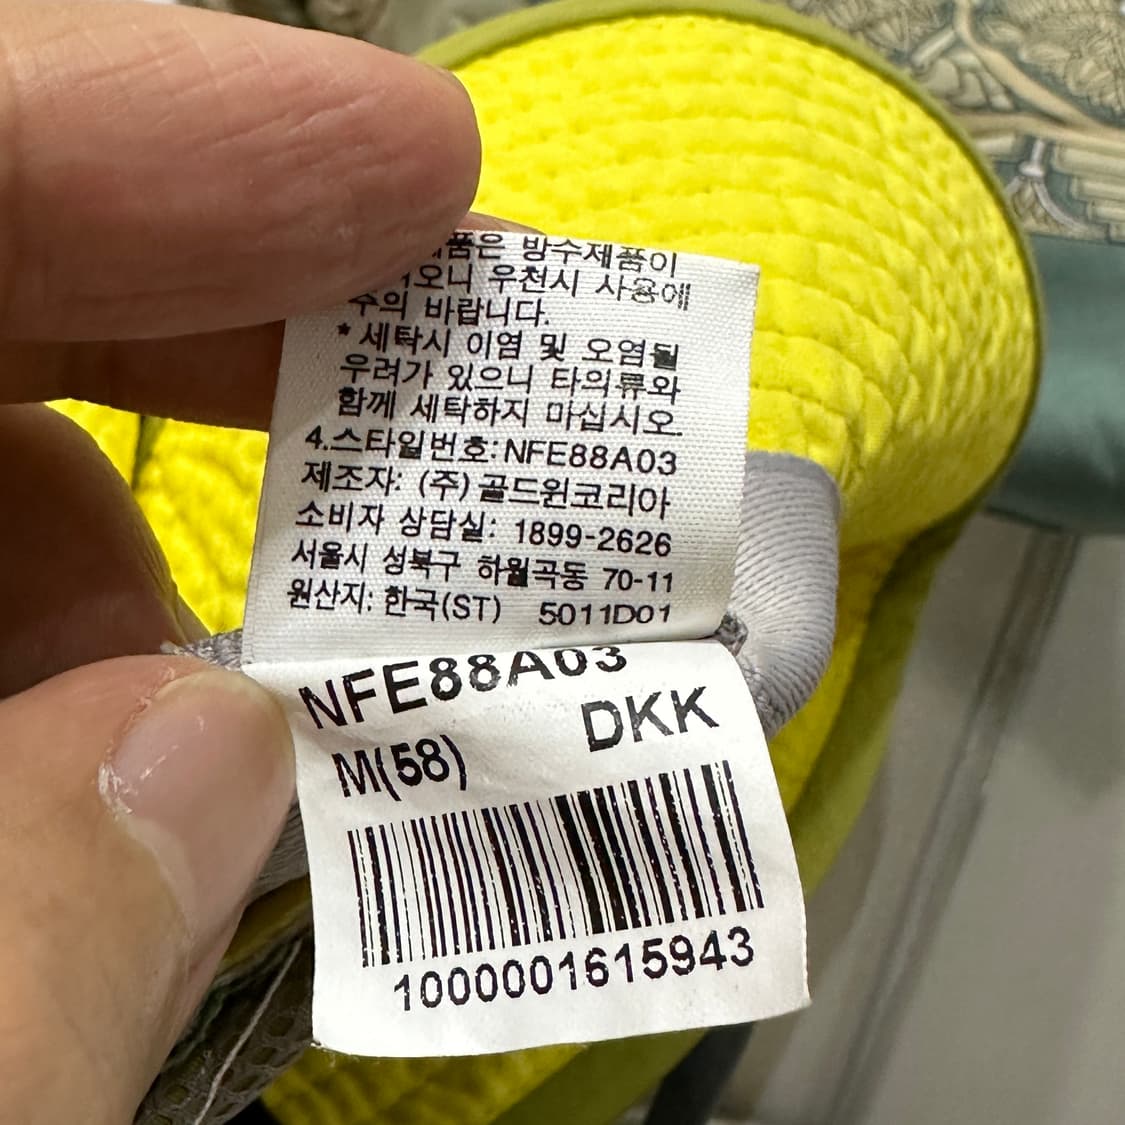 품은 방수제품이
오니 우천시 사용에
주의 바랍니다.
* 세탁시 이염 및 오염될
우려가 있으니 타의류와
함께 세탁하지 마십시오.
4.스타일번호: NFE88A03
제조자: (주)골드윈코리아
소비자 상담실: 1899-2626
서울시 성북구 하월곡동 70-11
원산지: 한국(ST) 5011D01
NFE88A03
DKK
M(58)
1000001615943